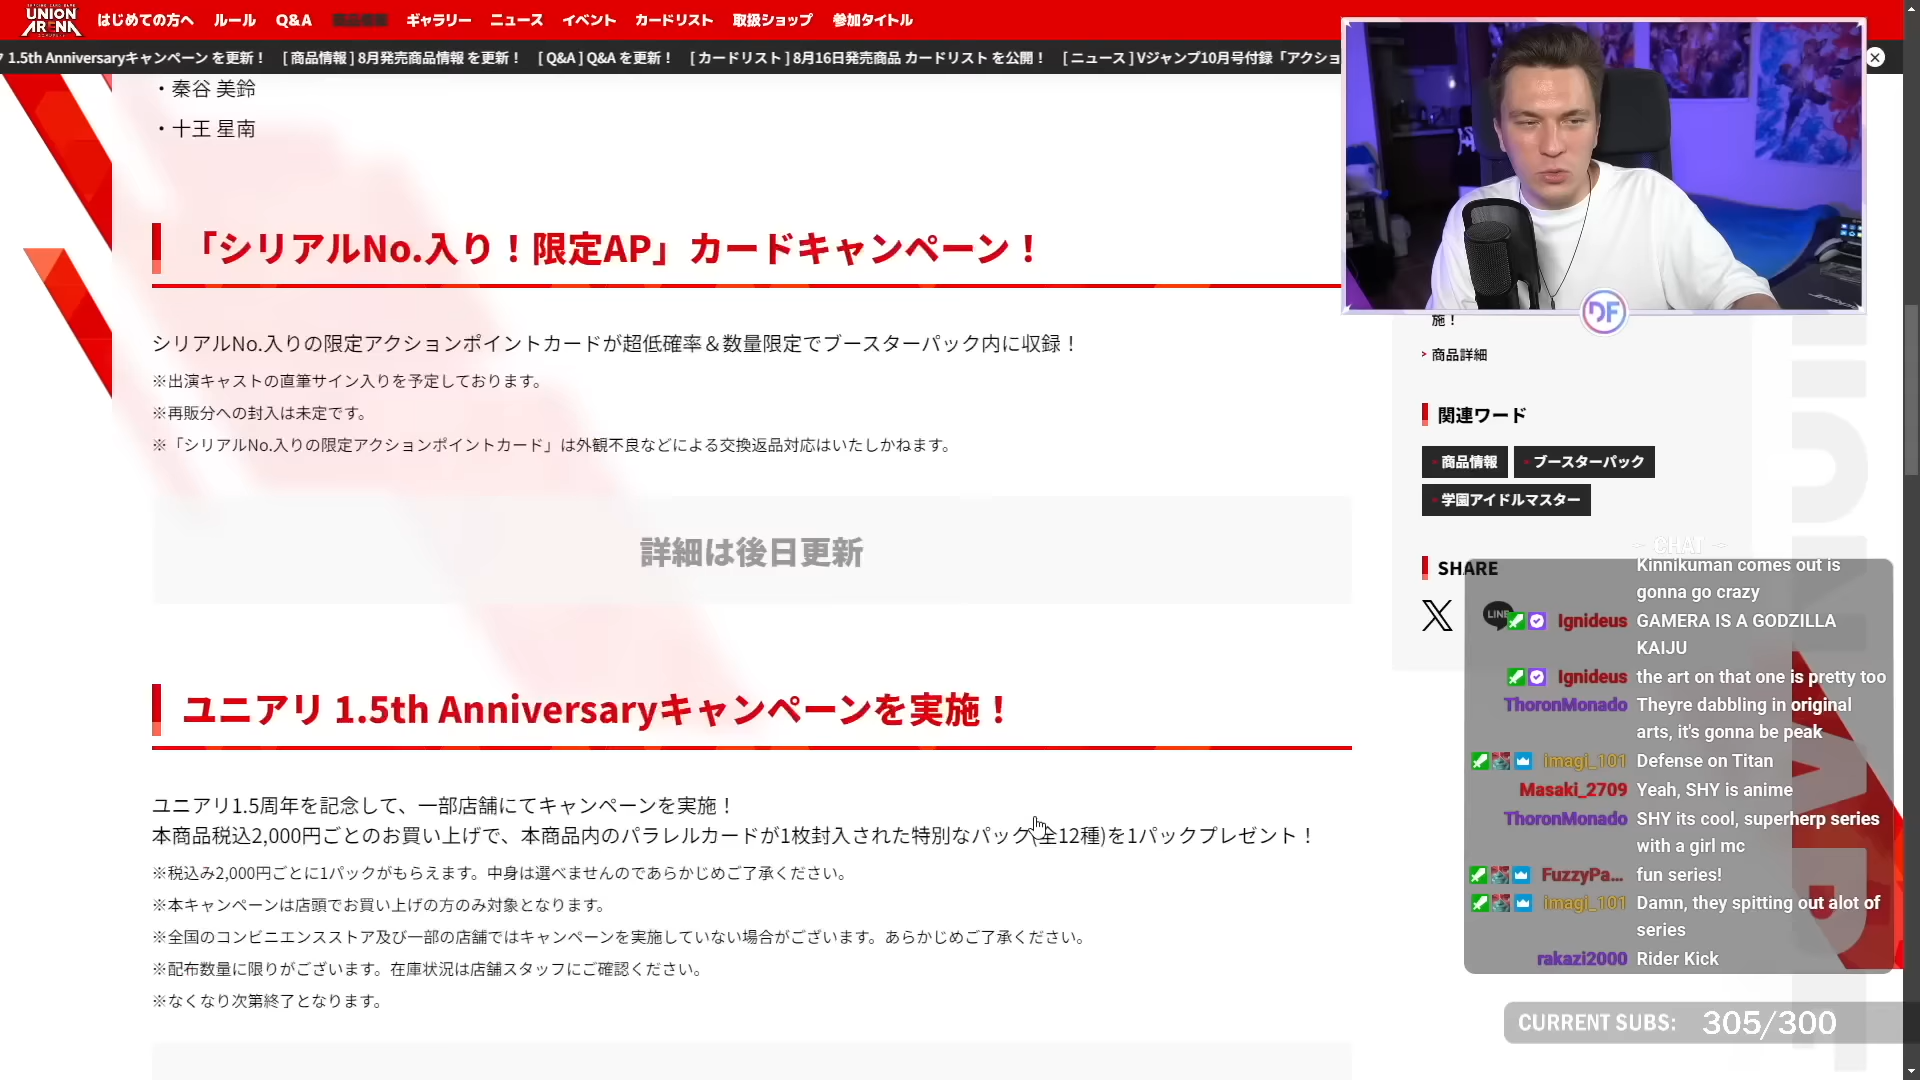 UNION
ARENA
はじめての方へ ルール Q&A 商品情報 ギャラリー ニュース イベント カードリスト 取扱ショップ 参加タイトル
1.5th Anniversaryキャンペーン を更新！ [ 商品情報 ] 8月発売商品情報 を更新！ [ Q&A ] Q&A を更新！ [ カードリスト ] 8月16日発売商品 カードリスト を公開！ [ ニュース ] Vジャンプ10月号付録「アクショ
・秦谷 美鈴
・十王 星南
「シリアルNo.入り！限定AP」カードキャンペーン！
シリアルNo.入りの限定アクションポイントカードが超低確率＆数量限定でブースターパック内に収録！
※出演キャストの直筆サイン入りを予定しております。
※再販分への封入は未定です。
※「シリアルNo.入りの限定アクションポイントカード」は外観不良などによる交換返品対応はいたしかねます。
詳細は後日更新
ユニアリ 1.5th Anniversaryキャンペーンを実施！
ユニアリ1.5周年を記念して、一部店舗にてキャンペーンを実施！
本商品税込2,000円ごとのお買い上げで、本商品内のパラレルカードが1枚封入された特別なパック(全12種)を1パックプレゼント！
※税込み2,000円ごとに1パックがもらえます。中身は選べませんのであらかじめご了承ください。
※本キャンペーンは店頭でお買い上げの方のみ対象となります。
※全国のコンビニエンスストア及び一部の店舗ではキャンペーンを実施していない場合がございます。あらかじめご了承ください。
※配布数量に限りがございます。在庫状況は店舗スタッフにご確認ください。
※なくなり次第終了となります。
DF
施！
商品詳細
関連ワード
商品情報 ブースターパック
学園アイドルマスター
SHARE
LINE
CHAT
Kinnikuman comes out is
gonna go crazy
Ignideus GAMERA IS A GODZILLA
KAIJU
Ignideus the art on that one is pretty too
ThoronMonado Theyre dabbling in original
arts, it's gonna be peak
imagi_101 Defense on Titan
Masaki_2709 Yeah, SHY is anime
ThoronMonado SHY its cool, superherp series
with a girl mc
FuzzyPa... fun series!
imagi_101 Damn, they spitting out alot of
series
rakazi2000 Rider Kick
CURRENT SUBS: 305/300